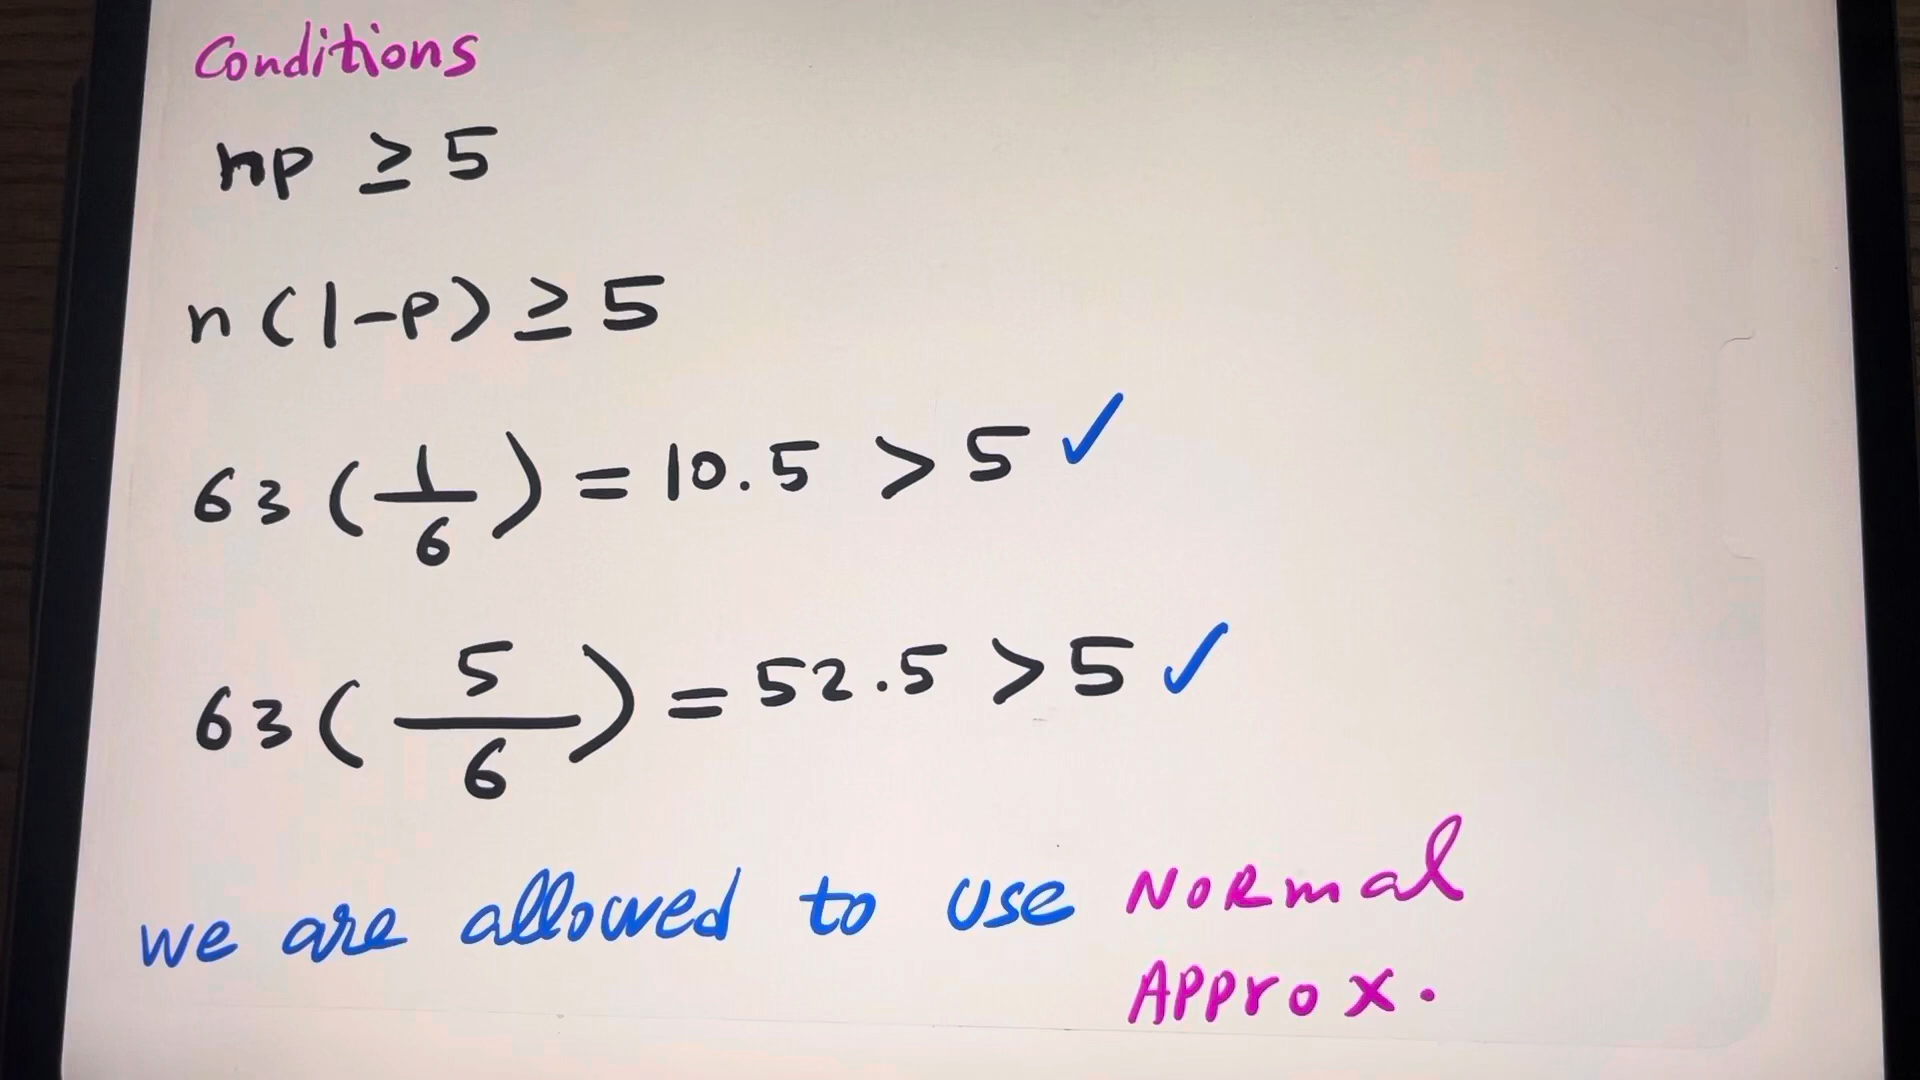 Conditions
np ≥ 5
n(1-p) ≥ 5
63 (1/6) = 10.5 > 5 ✓
63 (5/6) = 52.5 > 5 ✓
we are allowed to use Normal
Approx.